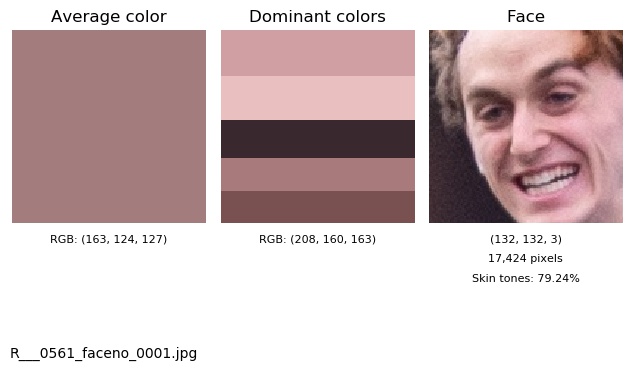 Average color
Dominant colors
Face
RGB: (163, 124, 127)
RGB: (208, 160, 163)
(132, 132, 3)
17,424 pixels
Skin tones: 79.24%
R___0561_faceno_0001.jpg